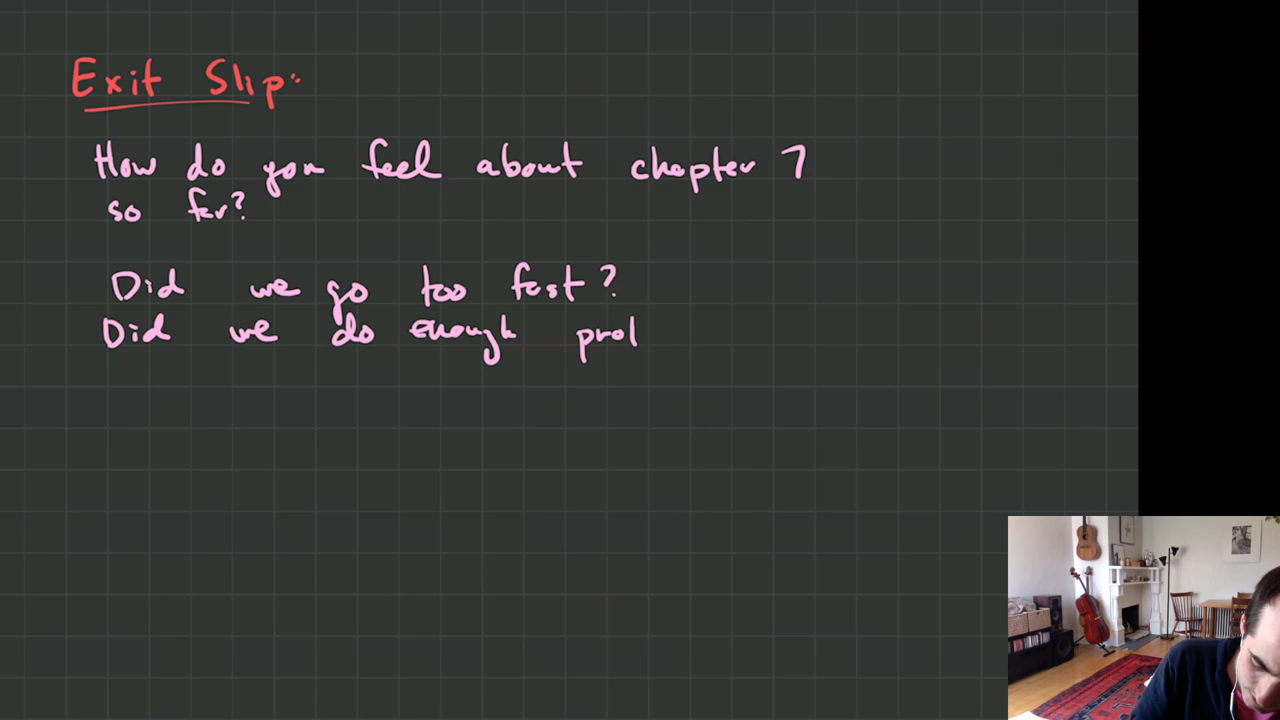 Exit Slip:
How do you feel about chapter 7
so far?
Did we go too fast?
Did we do enough prol